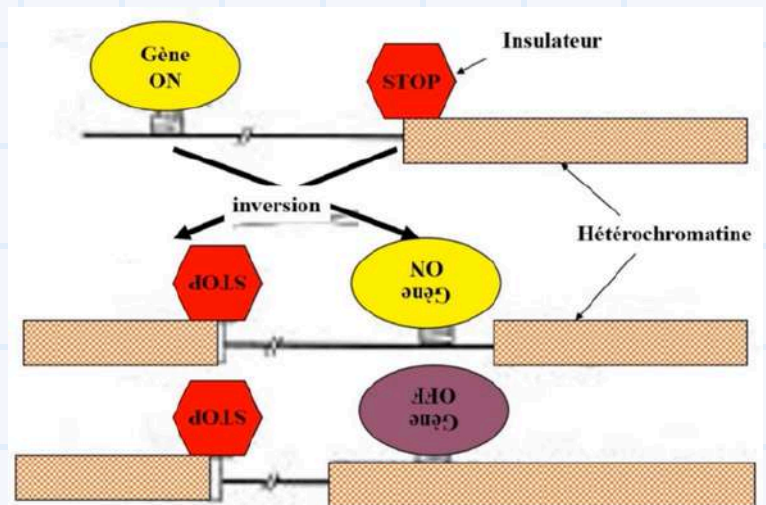 Gène
ON
STOP
Insulateur
inversion
Hétérochromatine
STOP
Gène
ON
STOP
Gène
OFF